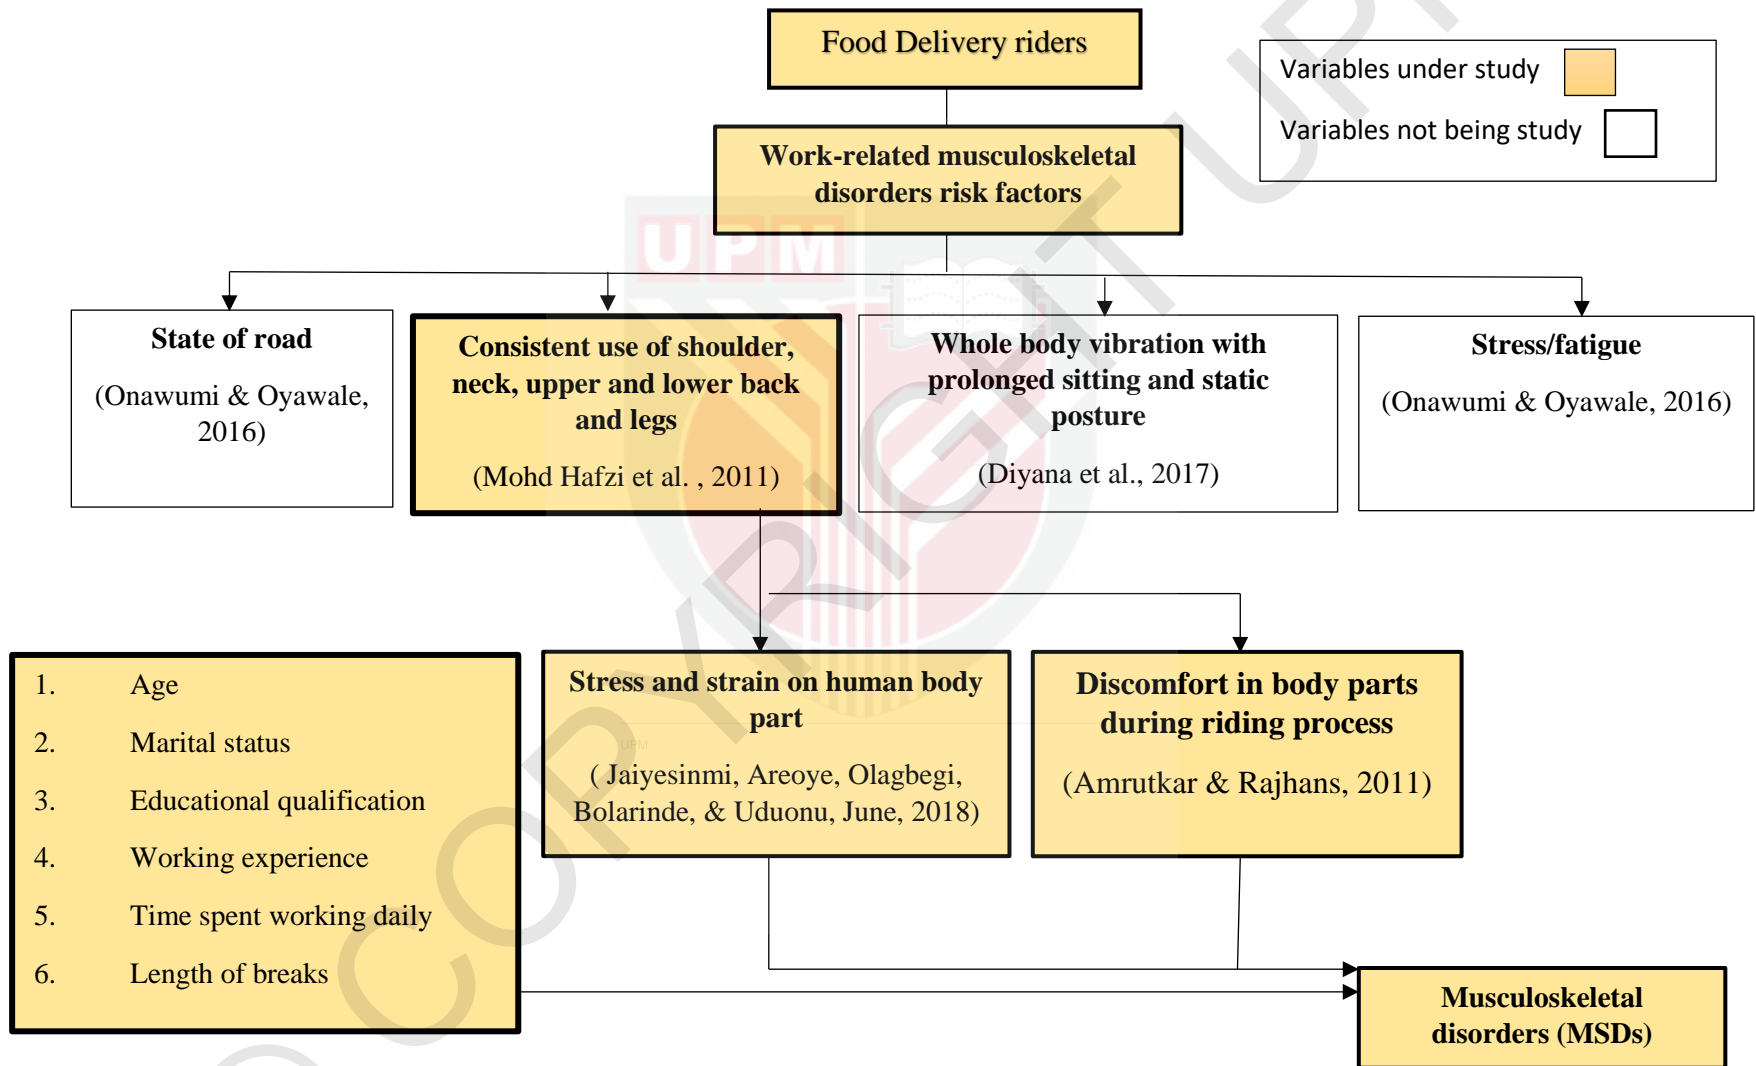 Food Delivery riders
Variables under study
Variables not being study
Work-related musculoskeletal
disorders risk factors
UPM
State of road
(Onawumi & Oyawale,
2016)
Consistent use of shoulder,
neck, upper and lower back
and legs
(Mohd Hafzi et al. , 2011)
Whole body vibration with
prolonged sitting and static
posture
(Diyana et al., 2017)
Stress/fatigue
(Onawumi & Oyawale, 2016)
1. Age
2. Marital status
3. Educational qualification
4. Working experience
5. Time spent working daily
6. Length of breaks
Stress and strain on human body
part
( Jaiyesinmi, Areoye, Olagbegi,
Bolarinde, & Uduonu, June, 2018)
Discomfort in body parts
during riding process
(Amrutkar & Rajhans, 2011)
Musculoskeletal
disorders (MSDs)
UPM
COPYRIGHT UPM